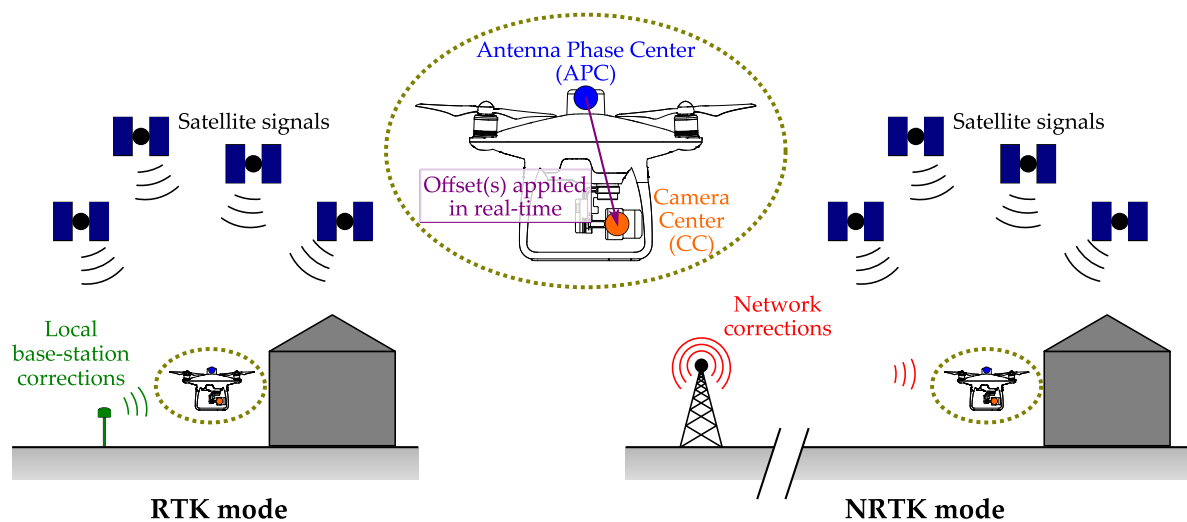 Antenna Phase Center
(APC)
Satellite signals
Satellite signals
Offset(s) applied
in real-time
Camera
Center
(CC)
Local
base-station
corrections
Network
corrections
RTK mode
NRTK mode